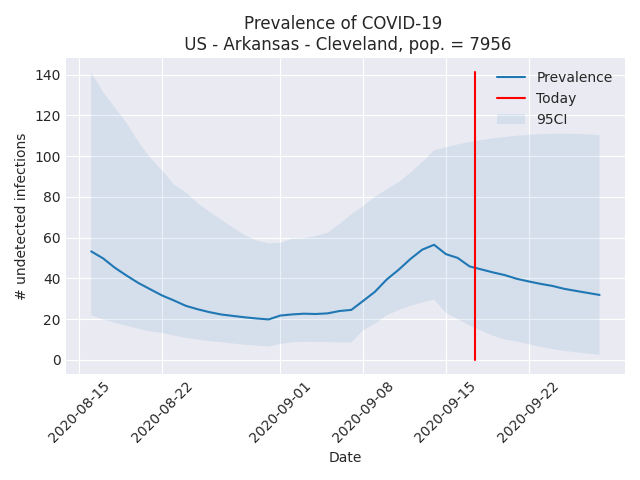 Prevalence of COVID-19
US - Arkansas - Cleveland, pop. = 7956
140
120
100
80
60
40
20
0
# undetected infections
Prevalence
Today
95CI
2020-08-15
2020-08-22
2020-09-01
2020-09-08
2020-09-15
2020-09-22
Date